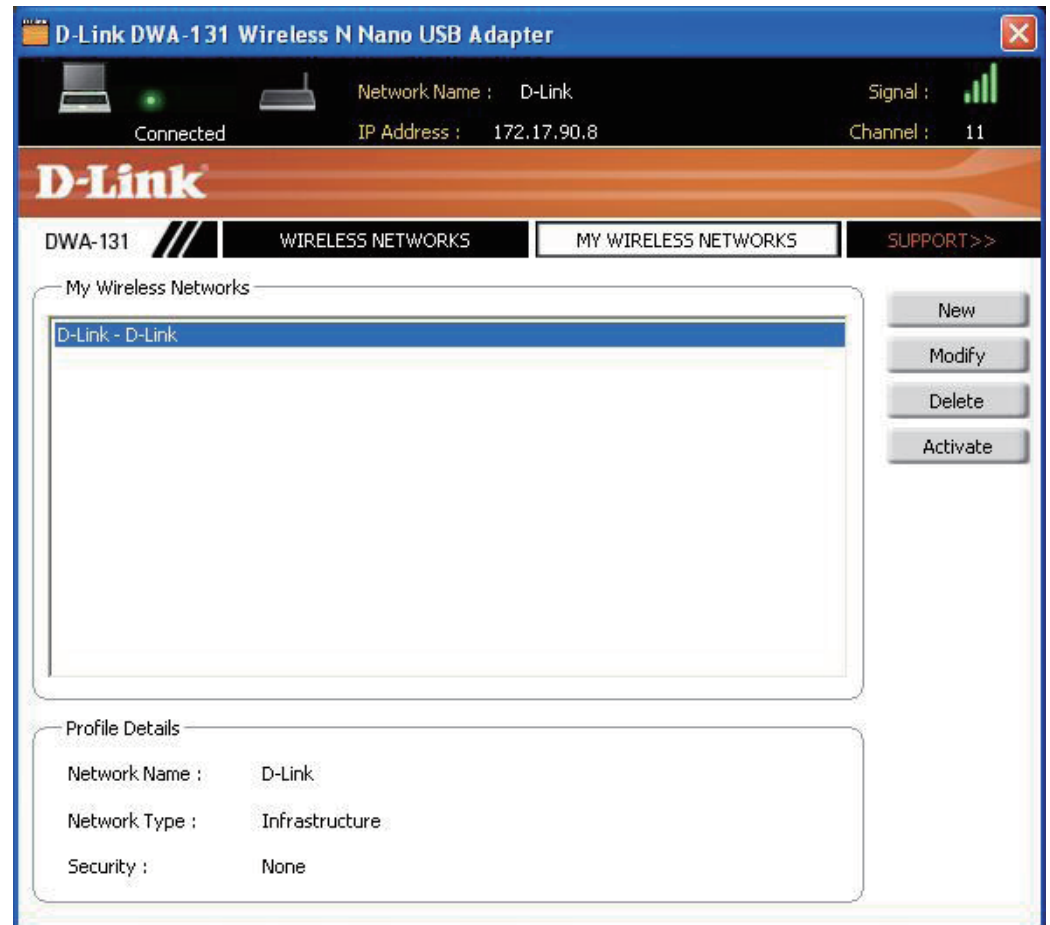 D-Link DWA-131 Wireless N Nano USB Adapter
Network Name : D-Link Signal :
Connected IP Address : 172.17.90.8 Channel : 11
D-Link
DWA-131 WIRELESS NETWORKS MY WIRELESS NETWORKS SUPPORT>>
My Wireless Networks
New
D-Link - D-Link
Modify
Delete
Activate
Profile Details
Network Name : D-Link
Network Type : Infrastructure
Security : None